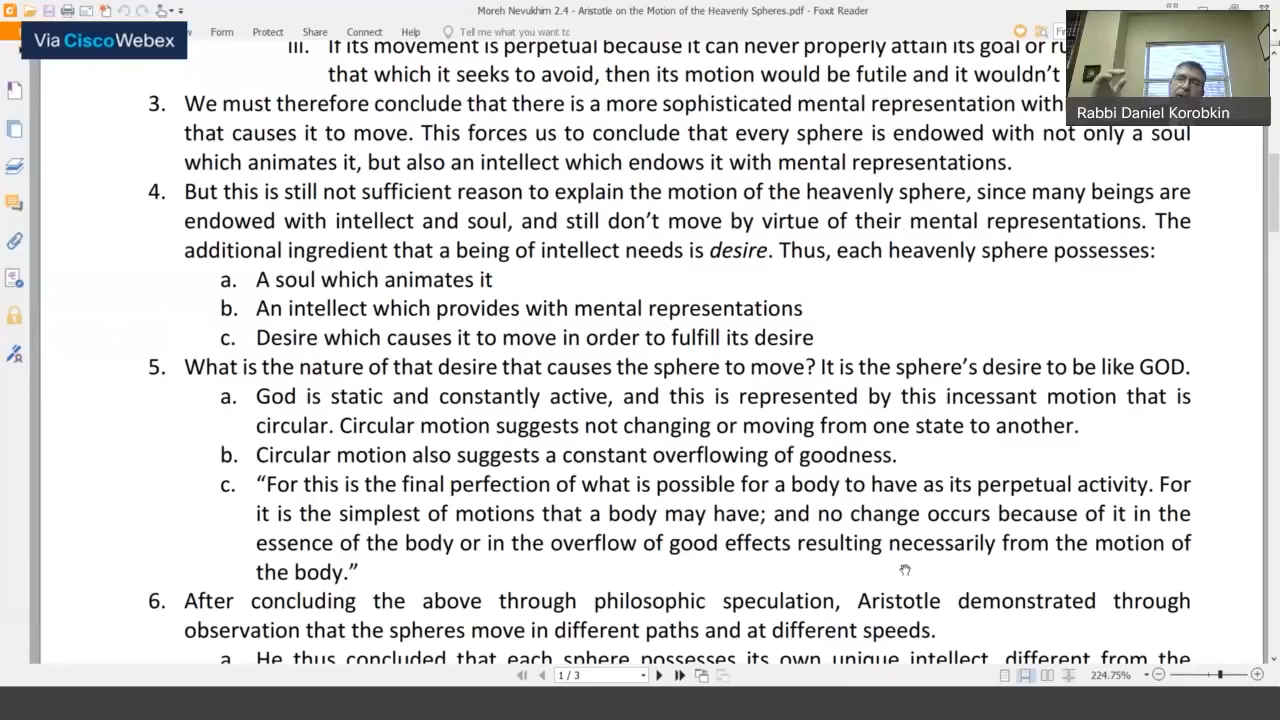 Moreh Nevukhim 2.4 - Aristotle on the Motion of the Heavenly Spheres.pdf - Foxit Reader
Via Cisco Webex
Form Protect Share Connect Help Tell me what you want to
iii. If its movement is perpetual because it can never properly attain its goal or
that which it seeks to avoid, then its motion would be futile and it wouldn't
Rabbi Daniel Korobkin
3. We must therefore conclude that there is a more sophisticated mental representation
that causes it to move. This forces us to conclude that every sphere is endowed with not only a soul
which animates it, but also an intellect which endows it with mental representations.
4. But this is still not sufficient reason to explain the motion of the heavenly sphere, since many beings are
endowed with intellect and soul, and still don't move by virtue of their mental representations. The
additional ingredient that a being of intellect needs is desire. Thus, each heavenly sphere possesses:
a. A soul which animates it
b. An intellect which provides with mental representations
c. Desire which causes it to move in order to fulfill its desire
5. What is the nature of that desire that causes the sphere to move? It is the sphere's desire to be like GOD.
a. God is static and constantly active, and this is represented by this incessant motion that is
circular. Circular motion suggests not changing or moving from one state to another.
b. Circular motion also suggests a constant overflowing of goodness.
c. "For this is the final perfection of what is possible for a body to have as its perpetual activity. For
it is the simplest of motions that a body may have; and no change occurs because of it in the
essence of the body or in the overflow of good effects resulting necessarily from the motion of
the body."
6. After concluding the above through philosophic speculation, Aristotle demonstrated through
observation that the spheres move in different paths and at different speeds.
a. He thus concluded that each sphere possesses its own unique intellect, different from the
1 / 3
224.75%